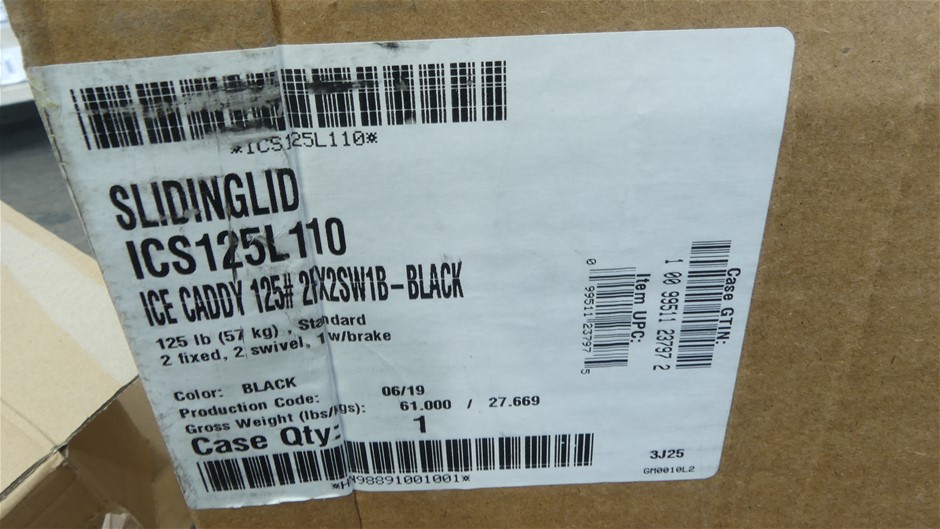 *ICS125L110*
SLIDINGLID
ICS125L110
ICE CADDY 125# 2FX2SW1B-BLACK
125 lb (57 kg) , Standard
2 fixed, 2 swivel, 1 w/brake
Color: BLACK
Production Code: 06/19
Gross Weight (lbs/kgs): 61.000 / 27.669
Case Qty: 1
98891001001*
0 99511 23797 5
Item UPC:
1 00 99511 23797 2
Case GTIN:
3J25
GM0010L2